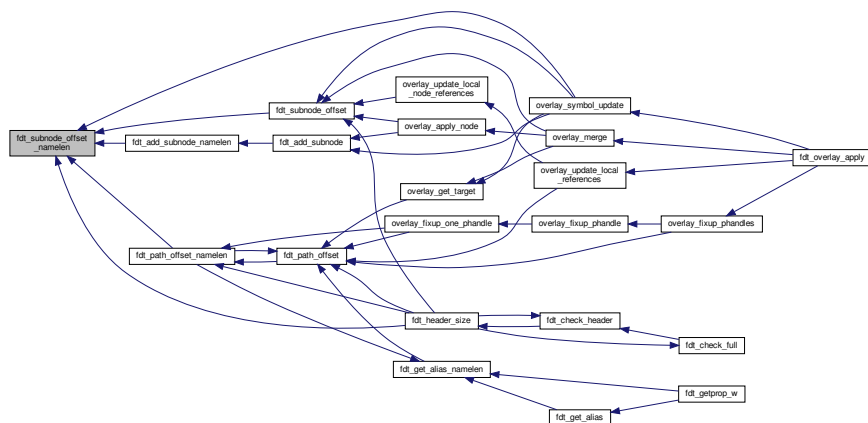 fdt_subnode_offset
_namelen
fdt_subnode_offset
fdt_add_subnode_namelen
fdt_add_subnode
overlay_update_local
_node_references
overlay_apply_node
overlay_symbol_update
overlay_merge
overlay_update_local
_references
fdt_overlay_apply
overlay_get_target
overlay_fixup_one_phandle
overlay_fixup_phandle
overlay_fixup_phandles
fdt_path_offset_namelen
fdt_path_offset
fdt_header_size
fdt_check_header
fdt_check_full
fdt_get_alias_namelen
fdt_getprop_w
fdt_get_alias